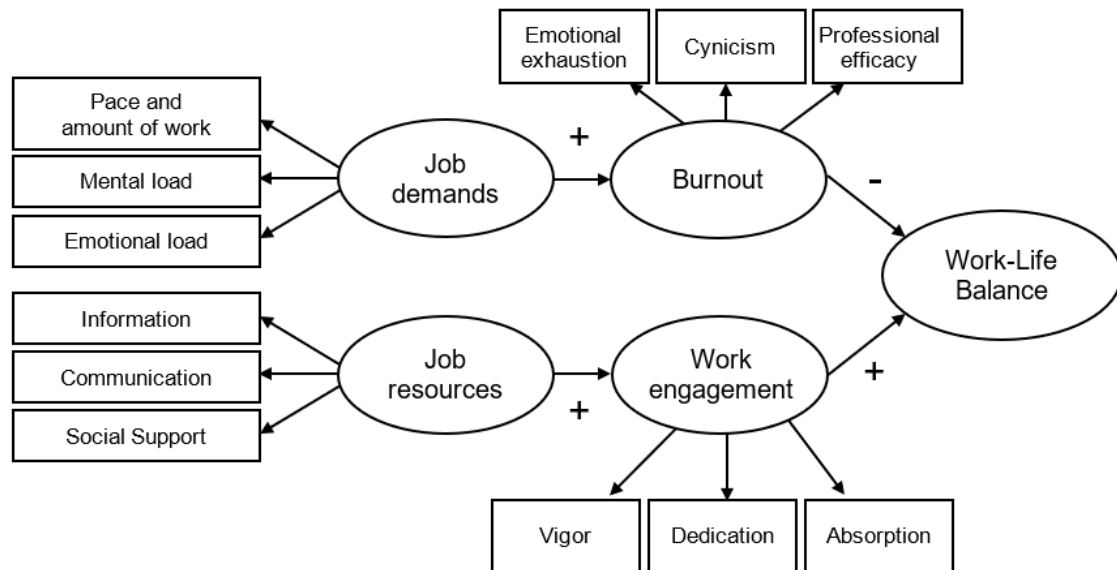 Emotional
exhaustion
Cynicism
Professional
efficacy
Pace and
amount of work
Mental load
Emotional load
Job
demands
+
Burnout
-
Work-Life
Balance
Information
Communication
Social Support
Job
resources
+
Work
engagement
+
Vigor
Dedication
Absorption